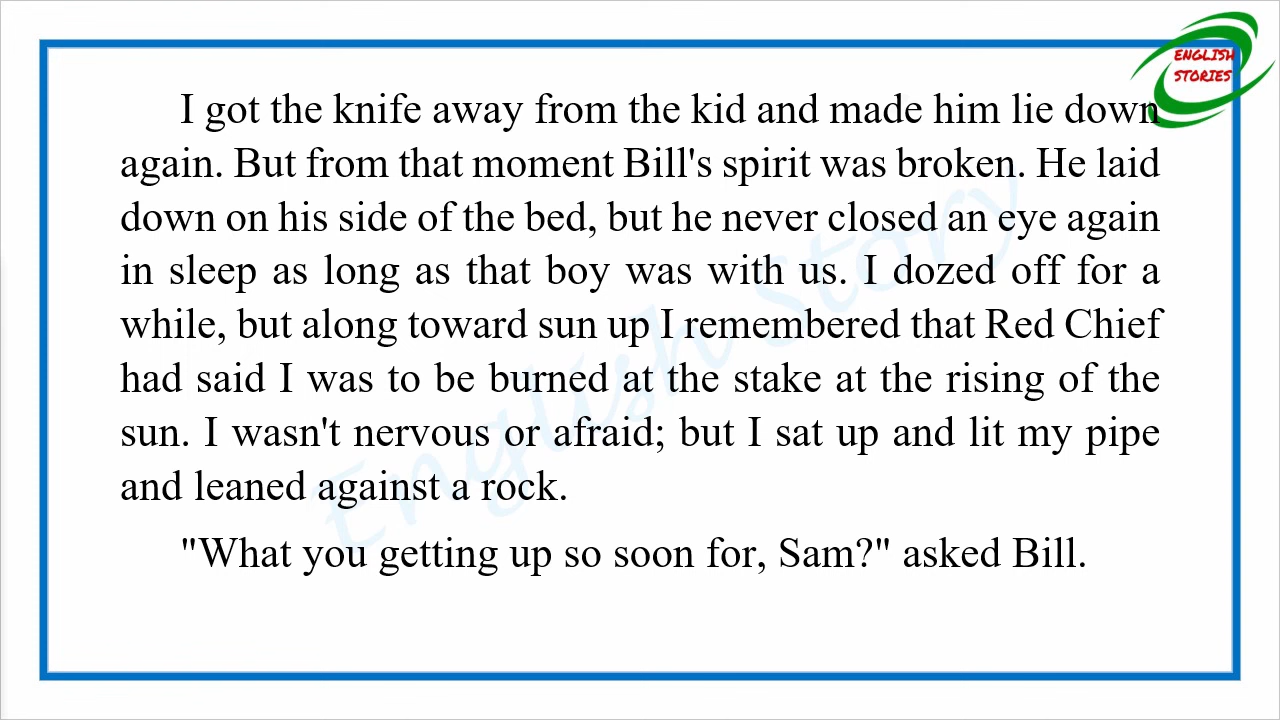 ENGLISH
STORIES
I got the knife away from the kid and made him lie down
again. But from that moment Bill's spirit was broken. He laid
down on his side of the bed, but he never closed an eye again
in sleep as long as that boy was with us. I dozed off for a
while, but along toward sun up I remembered that Red Chief
had said I was to be burned at the stake at the rising of the
sun. I wasn't nervous or afraid; but I sat up and lit my pipe
and leaned against a rock.
"What you getting up so soon for, Sam?" asked Bill.
English Story